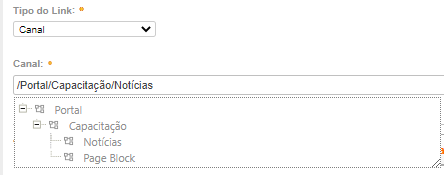 Tipo do Link:
Canal
Canal:
/Portal/Capacitação/Notícias
Portal
Capacitação
Notícias
Page Block